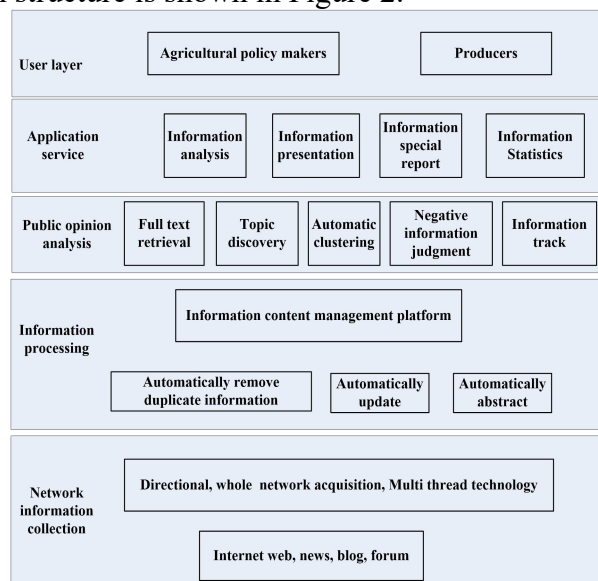 structure is shown in Figure 2.
User layer
Agricultural policy makers
Producers
Application
service
Information
analysis
Information
presentation
Information
special
report
Information
Statistics
Public opinion
analysis
Full text
retrieval
Topic
discovery
Automatic
clustering
Negative
information
judgment
Information
track
Information
processing
Information content management platform
Automatically remove
duplicate information
Automatically
update
Automatically
abstract
Network
information
collection
Directional, whole network acquisition, Multi thread technology
Internet web, news, blog, forum